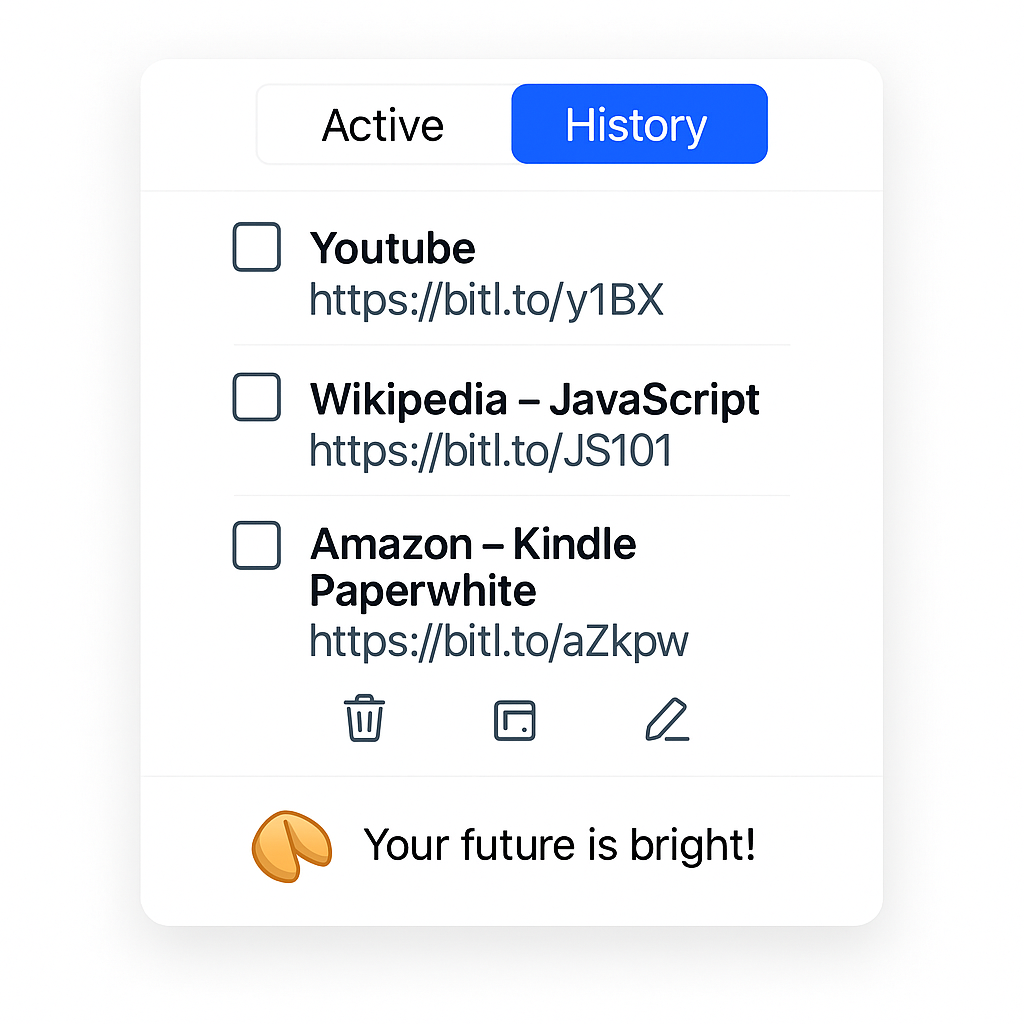 Active
History
Youtube
https://bitl.to/y1BX
Wikipedia – JavaScript
https://bitl.to/JS101
Amazon – Kindle
Paperwhite
https://bitl.to/aZkpw
Your future is bright!